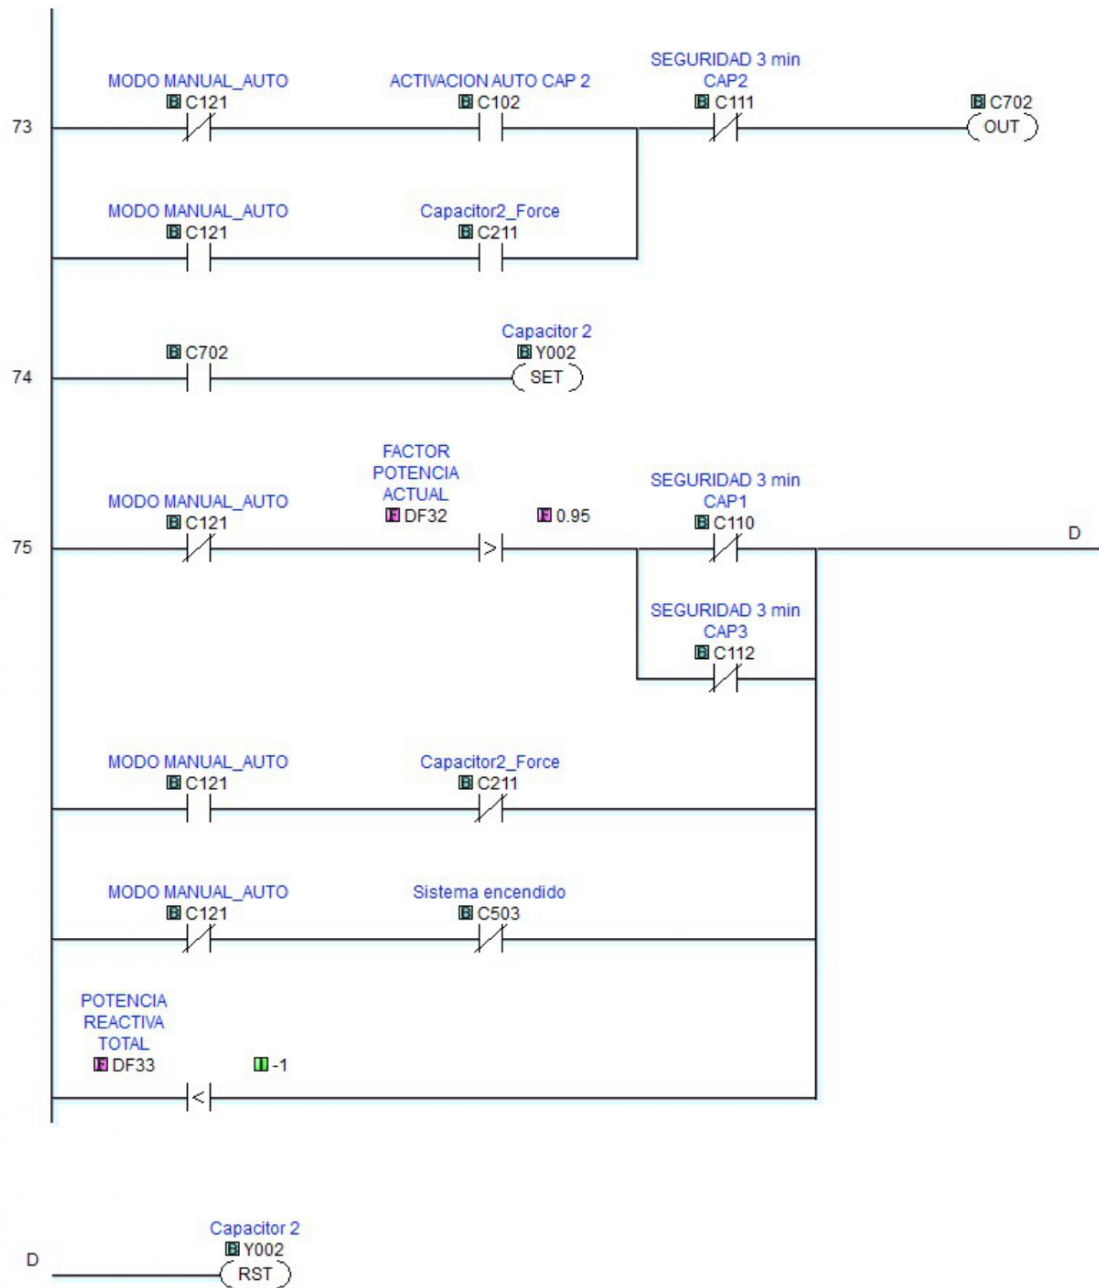 MODO MANUAL_AUTO
B C121
ACTIVACION AUTO CAP 2
B C102
SEGURIDAD 3 min
CAP2
B C111
B C702
73
OUT
MODO MANUAL_AUTO
B C121
Capacitor2_Force
B C211
Capacitor 2
B C702
B Y002
74
SET
FACTOR
POTENCIA
ACTUAL
MODO MANUAL_AUTO
B C121
F DF32
F 0.95
SEGURIDAD 3 min
CAP1
B C110
75
>
D
SEGURIDAD 3 min
CAP3
B C112
MODO MANUAL_AUTO
B C121
Capacitor2_Force
B C211
MODO MANUAL_AUTO
B C121
Sistema encendido
B C503
POTENCIA
REACTIVA
TOTAL
F DF33
I -1
<
Capacitor 2
B Y002
D
RST